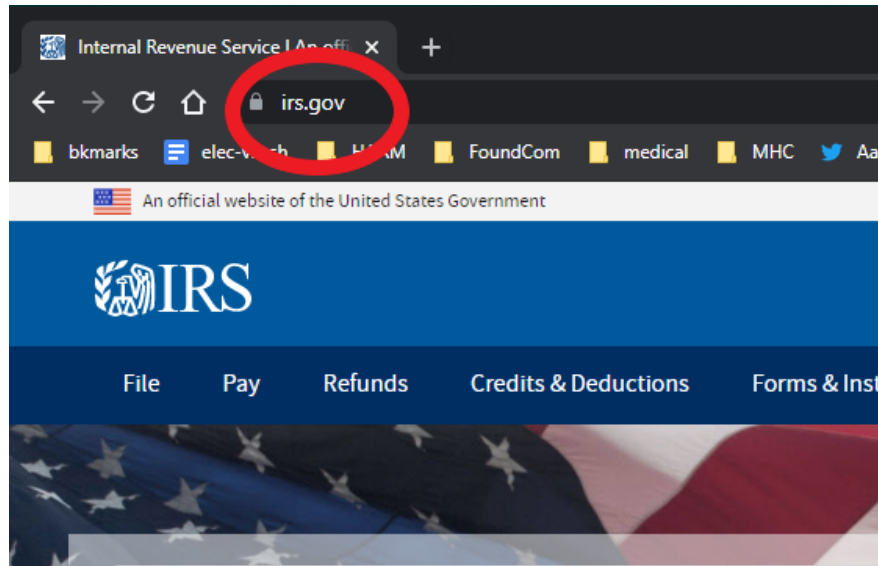 Internal Revenue Service | An offi
irs.gov
bkmarks FoundCom medical MHC Aa
An official website of the United States Government
IRS
File Pay Refunds Credits & Deductions Forms & Inst